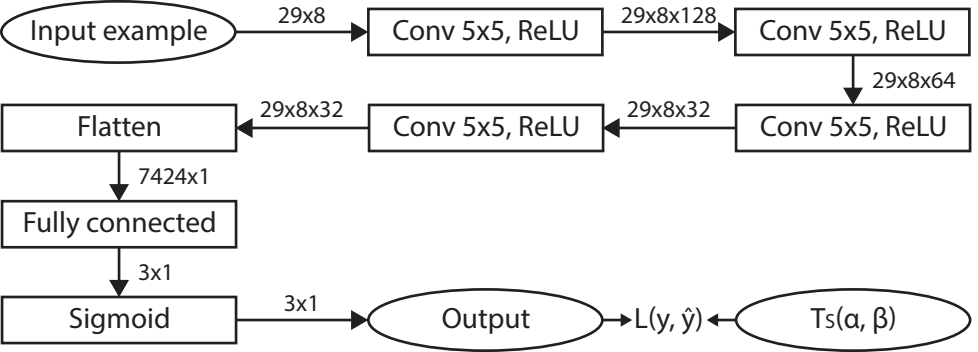 Input example
29x8
Conv 5x5, ReLU
29x8x128
Conv 5x5, ReLU
29x8x64
Conv 5x5, ReLU
29x8x32
Conv 5x5, ReLU
29x8x32
Flatten
7424x1
Fully connected
3x1
Sigmoid
3x1
Output
L(y, ŷ)
Ts(α, β)